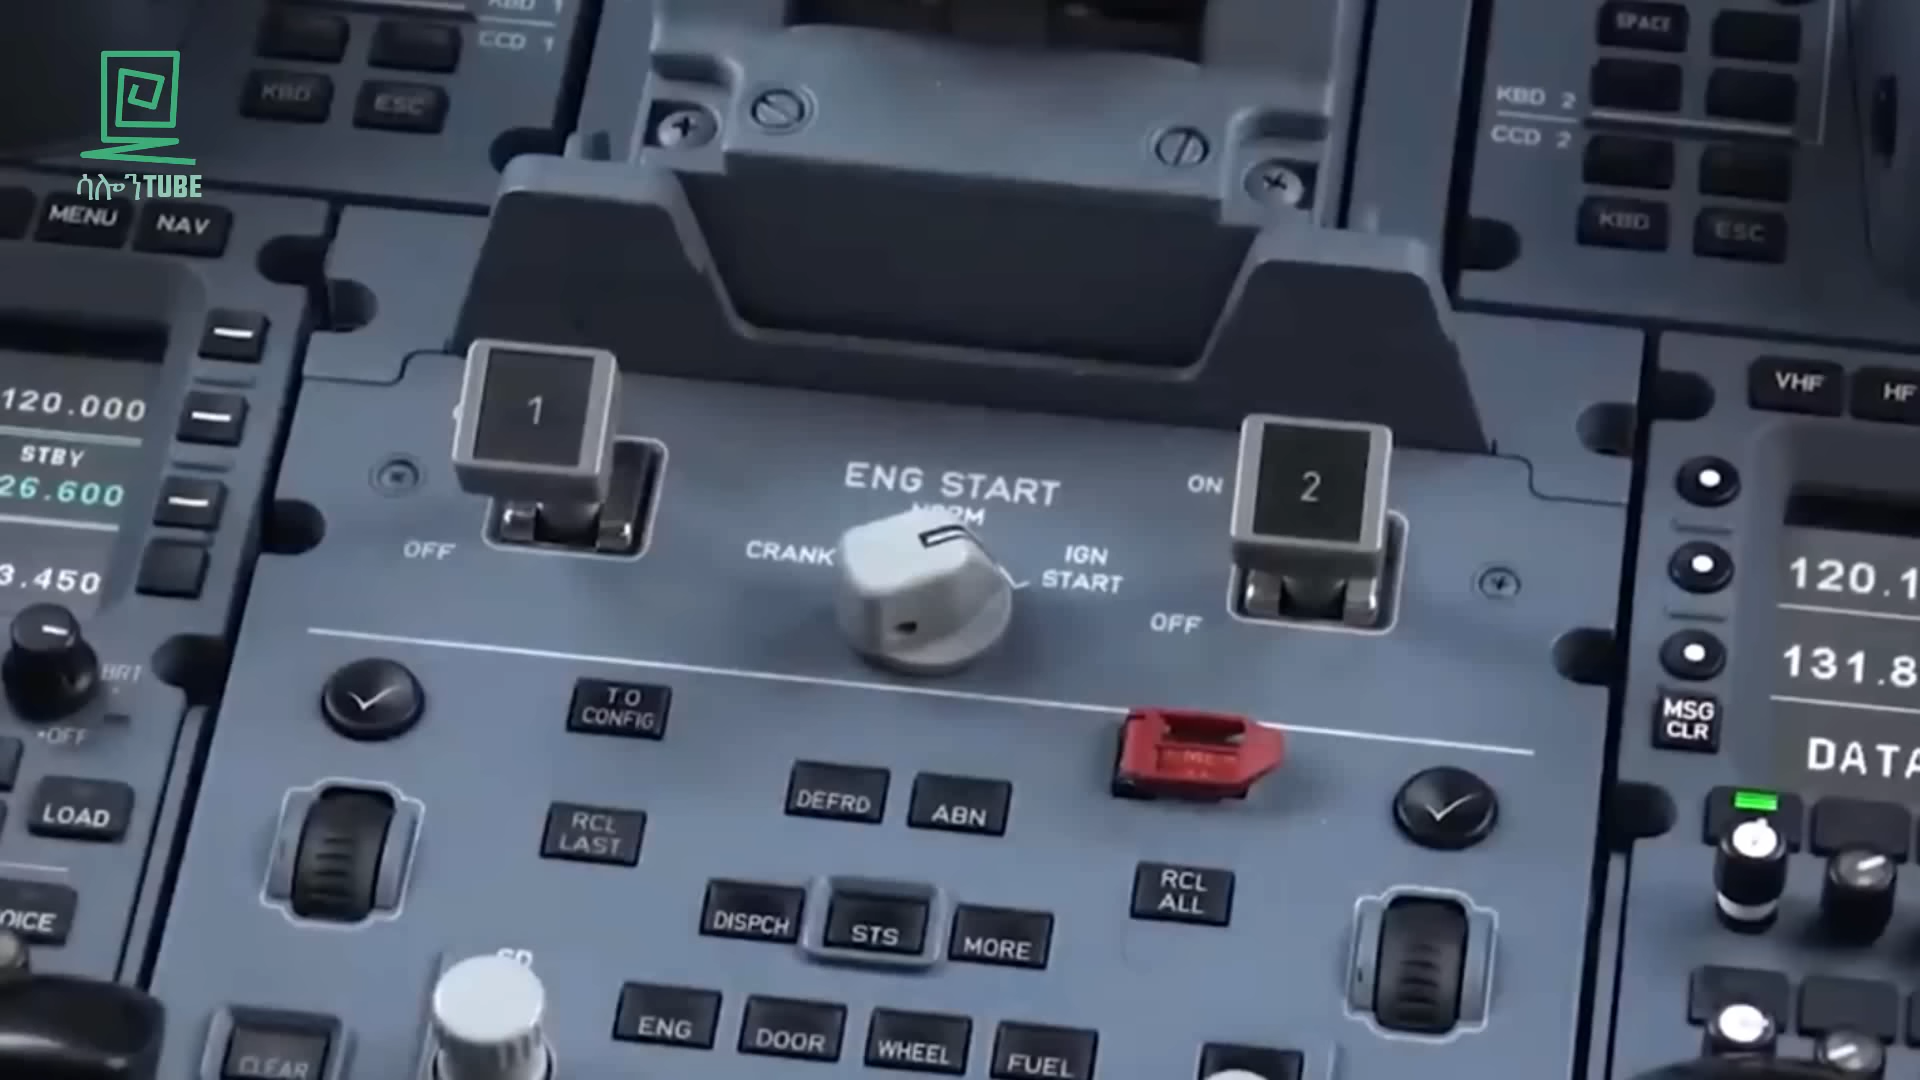 KBD 1
CCD 1
KBD
ESC
SPACE
KBD 2
CCD 2
KBD
ESC
ሳሎንTUBE
MENU
NAV
120.000
STBY
26.600
3.450
BRT
OFF
LOAD
OICE
1
OFF
ENG START
NORM
CRANK
IGN
START
ON
2
OFF
VHF
HF
120.1
131.8
MSG
CLR
DATA
T.O
CONFIG
DEFRD
ABN
RCL
LAST
RCL
ALL
DISPCH
STS
MORE
SD
ENG
DOOR
WHEEL
FUEL
CLEAR